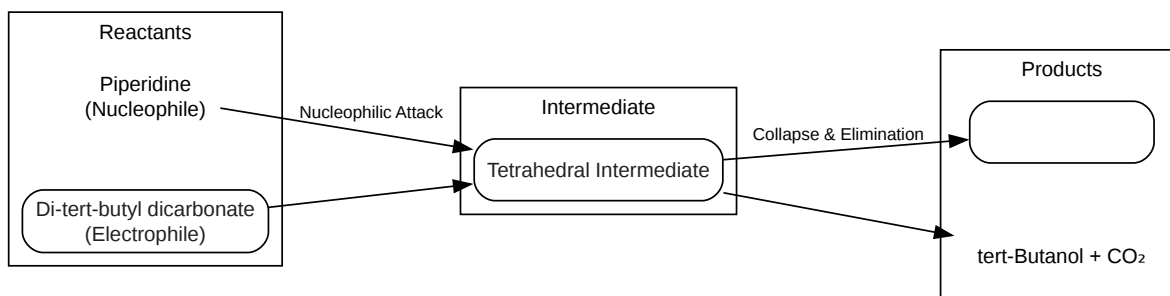 Reactants
Piperidine
(Nucleophile)
Di-tert-butyl dicarbonate
(Electrophile)
Nucleophilic Attack
Intermediate
Tetrahedral Intermediate
Collapse & Elimination
Products
tert-Butanol + CO₂